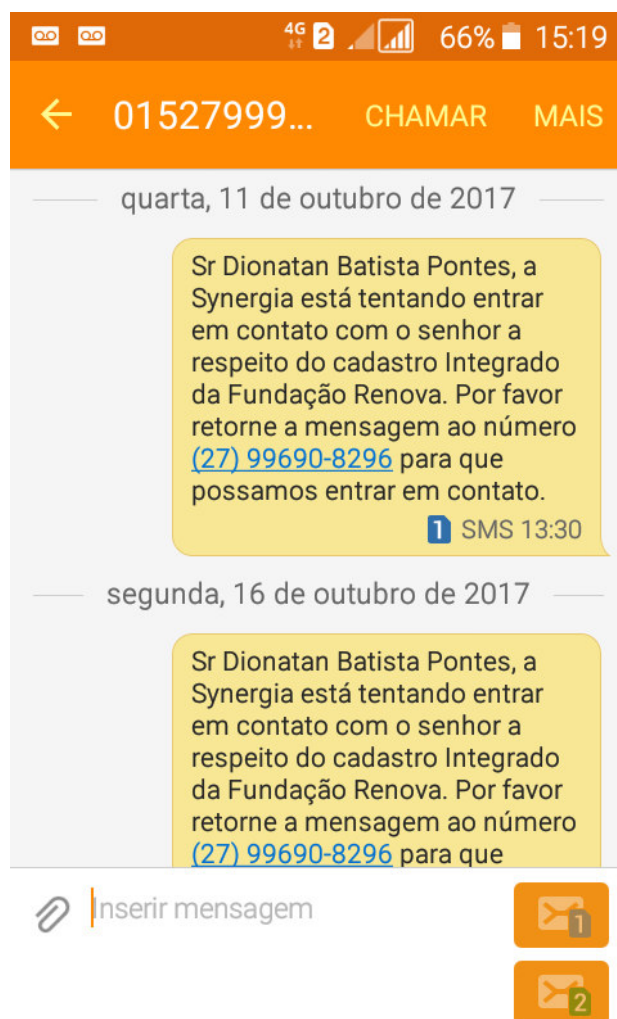 4G 2 66% 15:19
01527999... CHAMAR MAIS
quarta, 11 de outubro de 2017
Sr Dionatan Batista Pontes, a
Synergia está tentando entrar
em contato com o senhor a
respeito do cadastro Integrado
da Fundação Renova. Por favor
retorne a mensagem ao número
(27) 99690-8296 para que
possamos entrar em contato.
1 SMS 13:30
segunda, 16 de outubro de 2017
Sr Dionatan Batista Pontes, a
Synergia está tentando entrar
em contato com o senhor a
respeito do cadastro Integrado
da Fundação Renova. Por favor
retorne a mensagem ao número
(27) 99690-8296 para que
Inserir mensagem
1
2